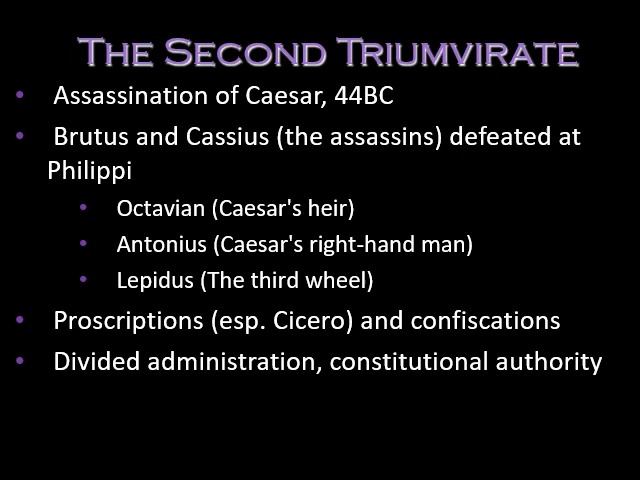 The Second Triumvirate
• Assassination of Caesar, 44BC
• Brutus and Cassius (the assassins) defeated at
Philippi
• Octavian (Caesar's heir)
• Antonius (Caesar's right-hand man)
• Lepidus (The third wheel)
• Proscriptions (esp. Cicero) and confiscations
• Divided administration, constitutional authority